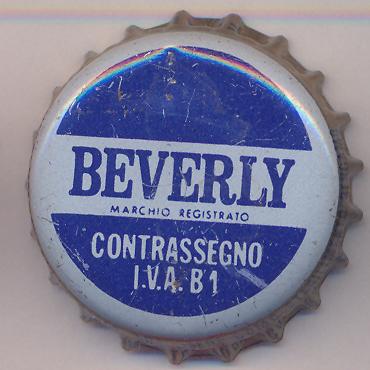 BEVERLY
MARCHIO REGISTRATO
CONTRASSEGNO
I.V.A. B1